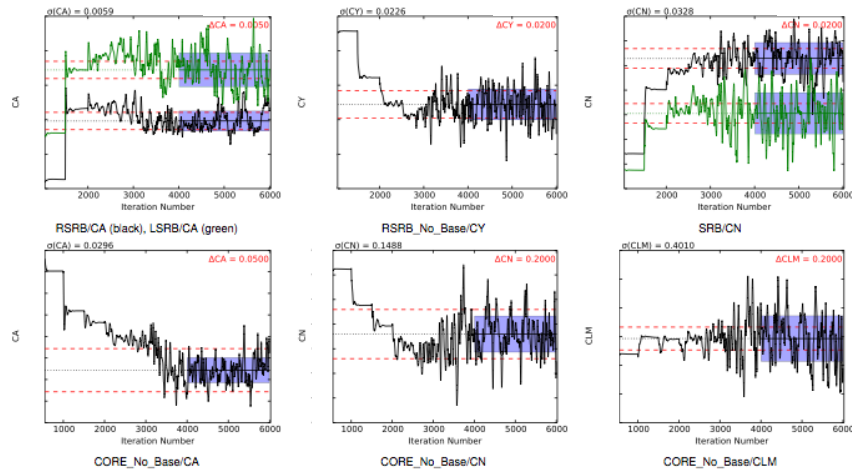 σ(CA) = 0.0059
ΔCA = 0.0050
CA
2000 3000 4000 5000 6000
Iteration Number
RSRB/CA (black), LSRB/CA (green)
σ(CY) = 0.0226
ΔCY = 0.0200
CY
1000 2000 3000 4000 5000 6000
Iteration Number
RSRB_No_Base/CY
σ(CN) = 0.0328
ΔCN = 0.0200
CN
2000 3000 4000 5000 6000
Iteration Number
SRB/CN
σ(CA) = 0.0296
ΔCA = 0.0500
CA
1000 2000 3000 4000 5000 6000
Iteration Number
CORE_No_Base/CA
σ(CN) = 0.1488
ΔCN = 0.2000
CN
1000 2000 3000 4000 5000 6000
Iteration Number
CORE_No_Base/CN
σ(CLM) = 0.4010
ΔCLM = 0.2000
CLM
1000 2000 3000 4000 5000 6000
Iteration Number
CORE_No_Base/CLM